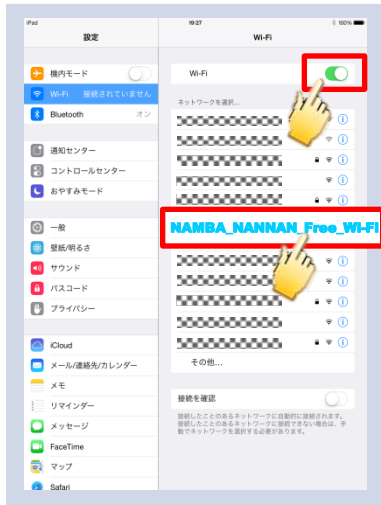 iPad
19:27
100%
設定
Wi-Fi
機内モード
Wi-Fi 接続されていません
Bluetooth オン
通知センター
コントロールセンター
おやすみモード
一般
壁紙/明るさ
サウンド
パスコード
プライバシー
iCloud
メール/連絡先/カレンダー
メモ
リマインダー
メッセージ
FaceTime
マップ
Safari
Wi-Fi
ネットワークを選択...
NAMBA_NANNAN_Free_Wi-Fi
その他...
接続を確認
接続したことのあるネットワークに自動的に接続されます。
接続したことのあるネットワークに接続できない場合は、手
動でネットワークを選択する必要があります。